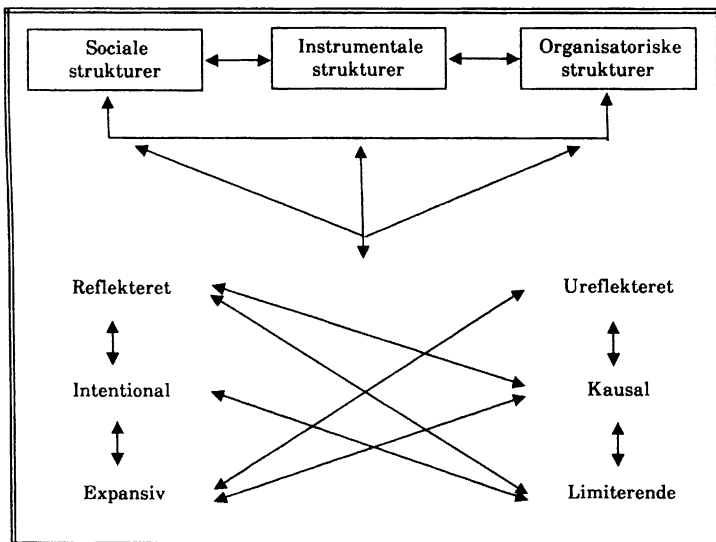 Sociale
strukturer
Instrumentale
strukturer
Organisatoriske
strukturer
Reflekteret
Ureflekteret
Intentional
Kausal
Expansiv
Limiterende